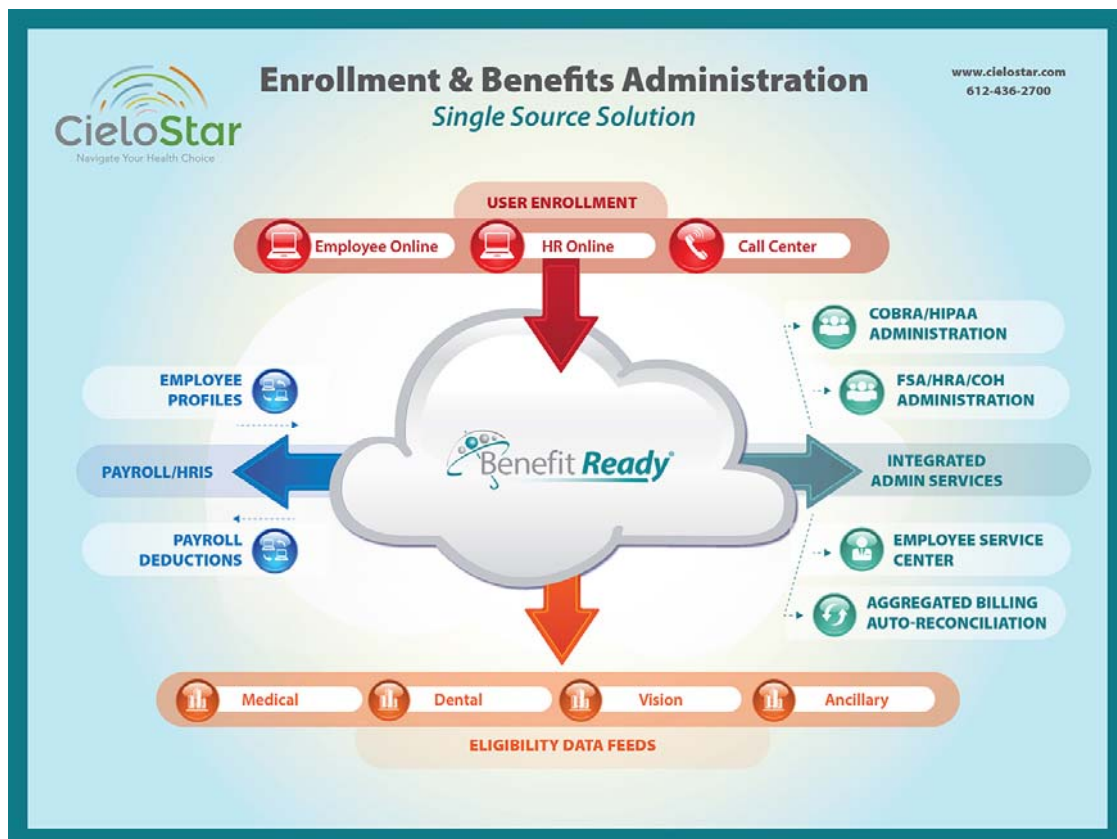 CieloStar
Navigate Your Health Choice
Enrollment & Benefits Administration
Single Source Solution
www.cielostar.com
612-436-2700
USER ENROLLMENT
Employee Online
HR Online
Call Center
EMPLOYEE
PROFILES
PAYROLL/HRIS
PAYROLL
DEDUCTIONS
Benefit Ready®
COBRA/HIPAA
ADMINISTRATION
FSA/HRA/COH
ADMINISTRATION
INTEGRATED
ADMIN SERVICES
EMPLOYEE SERVICE
CENTER
AGGREGATED BILLING
AUTO-RECONCILIATION
Medical
Dental
Vision
Ancillary
ELIGIBILITY DATA FEEDS